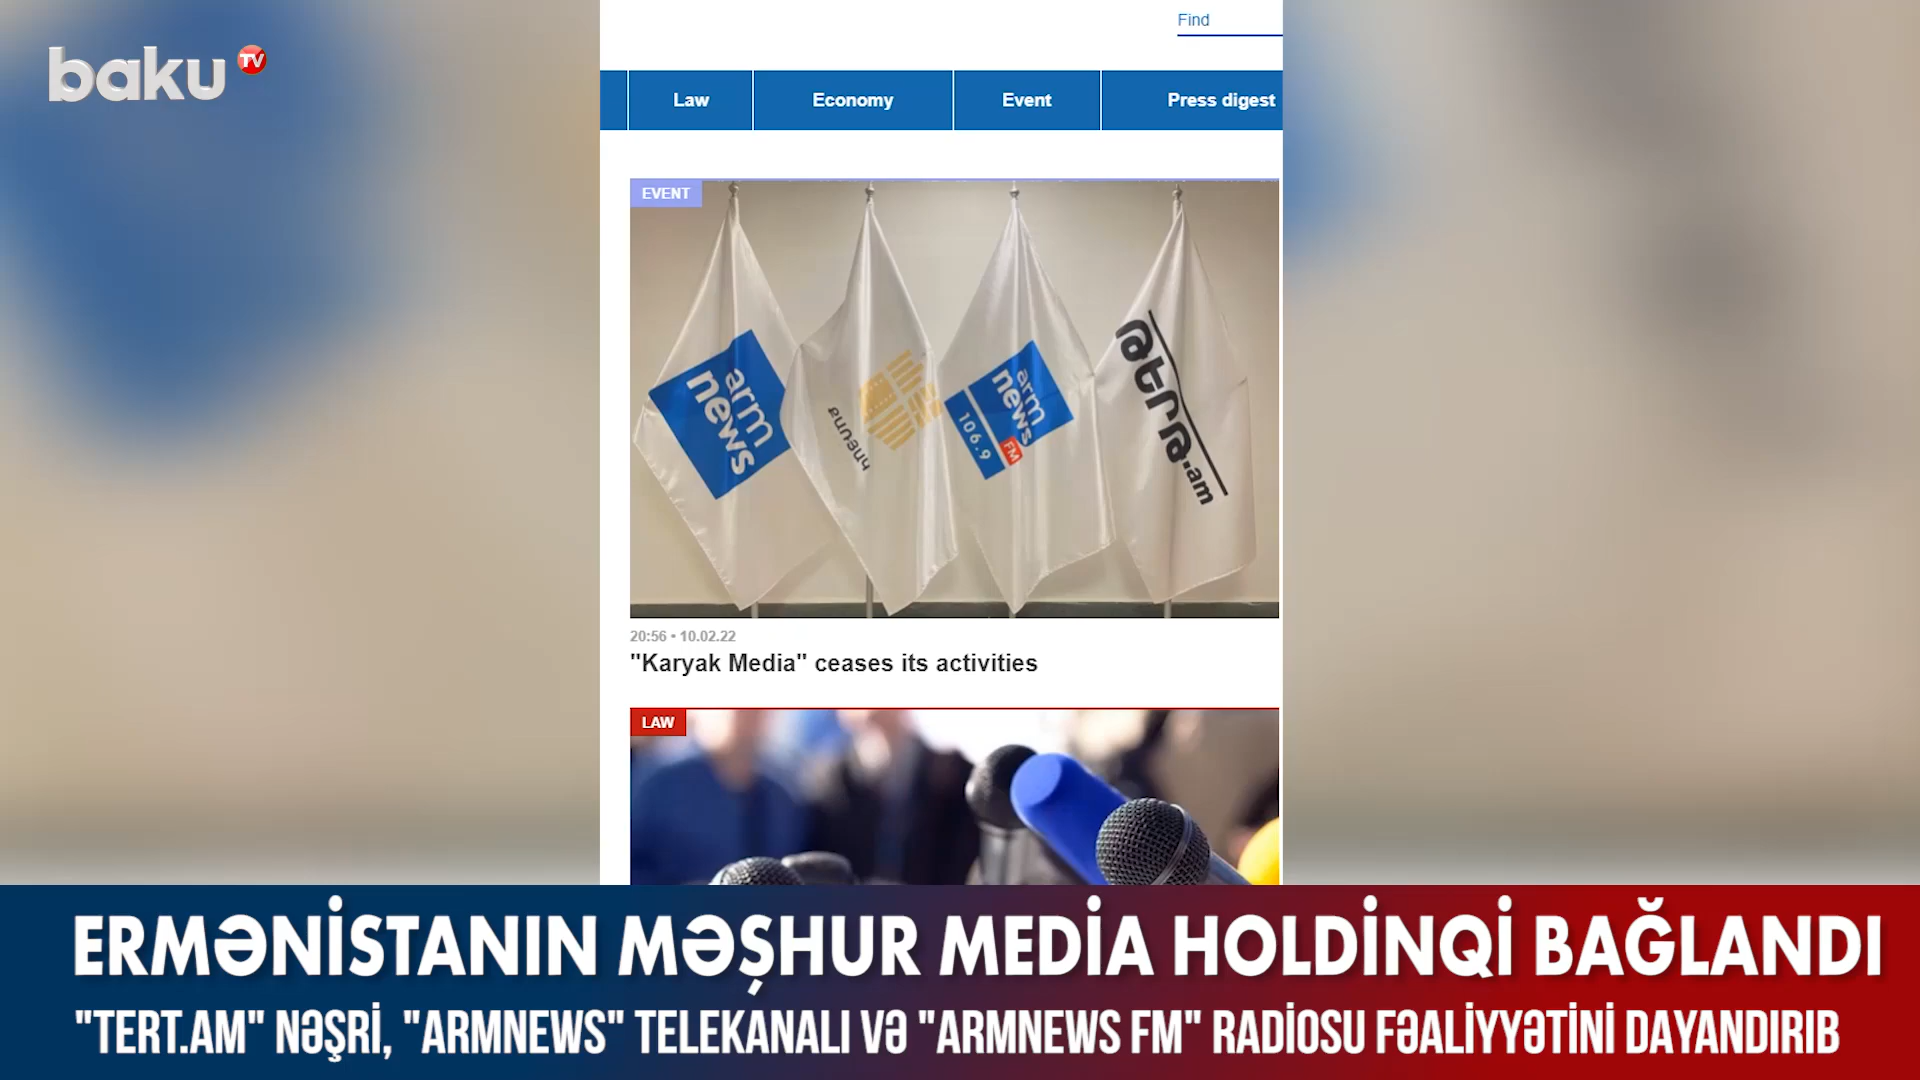 baku TV
Find
Law Economy Event Press digest
EVENT
arm
news
ՔԱՌՅԱԿ
arm
news
106.9 FM
թերթ.am
20:56 • 10.02.22
"Karyak Media" ceases its activities
LAW
ERMƏNİSTANIN MƏŞHUR MEDİA HOLDİNQİ BAĞLANDI
"TERT.AM" NƏŞRİ, "ARMNEWS" TELEKANALI VƏ "ARMNEWS FM" RADİOSU FƏALİYYƏTİNİ DAYANDIRIB